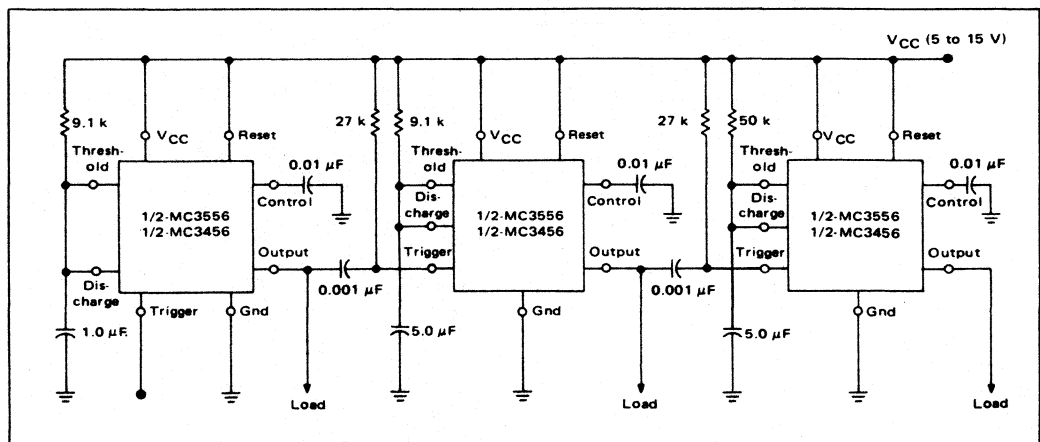 VCC (5 to 15 V)
9.1 k
VCC
Reset
Thresh-
old
0.01 µF
Control
1/2-MC3556
1/2-MC3456
Output
Dis-
charge
Trigger
Gnd
1.0 µF
0.001 µF
Load
27 k
9.1 k
VCC
Reset
Thresh-
old
Dis-
charge
Trigger
0.01 µF
Control
1/2-MC3556
1/2-MC3456
Output
Gnd
5.0 µF
0.001 µF
Load
27 k
50 k
VCC
Reset
Thresh-
old
Dis-
charge
Trigger
0.01 µF
Control
1/2-MC3556
1/2-MC3456
Output
Gnd
5.0 µF
Load